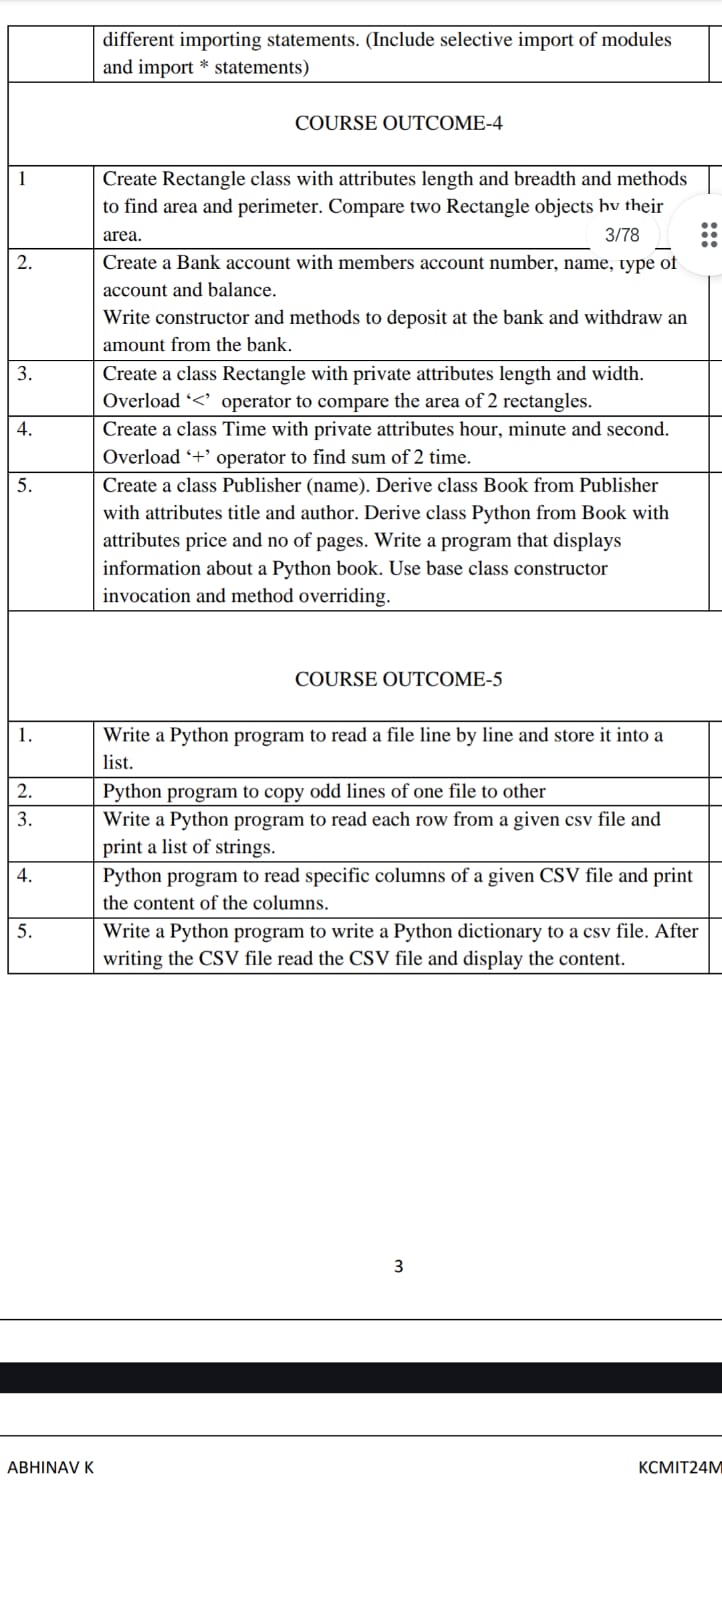 different importing statements. (Include selective import of modules
and import * statements)
COURSE OUTCOME-4
1 Create Rectangle class with attributes length and breadth and methods
to find area and perimeter. Compare two Rectangle objects by their
area.
3/78
2. Create a Bank account with members account number, name, type of
account and balance.
Write constructor and methods to deposit at the bank and withdraw an
amount from the bank.
3. Create a class Rectangle with private attributes length and width.
Overload ‘<’ operator to compare the area of 2 rectangles.
4. Create a class Time with private attributes hour, minute and second.
Overload ‘+’ operator to find sum of 2 time.
5. Create a class Publisher (name). Derive class Book from Publisher
with attributes title and author. Derive class Python from Book with
attributes price and no of pages. Write a program that displays
information about a Python book. Use base class constructor
invocation and method overriding.
COURSE OUTCOME-5
1. Write a Python program to read a file line by line and store it into a
list.
2. Python program to copy odd lines of one file to other
3. Write a Python program to read each row from a given csv file and
print a list of strings.
4. Python program to read specific columns of a given CSV file and print
the content of the columns.
5. Write a Python program to write a Python dictionary to a csv file. After
writing the CSV file read the CSV file and display the content.
3
ABHINAV K
KCMIT24M